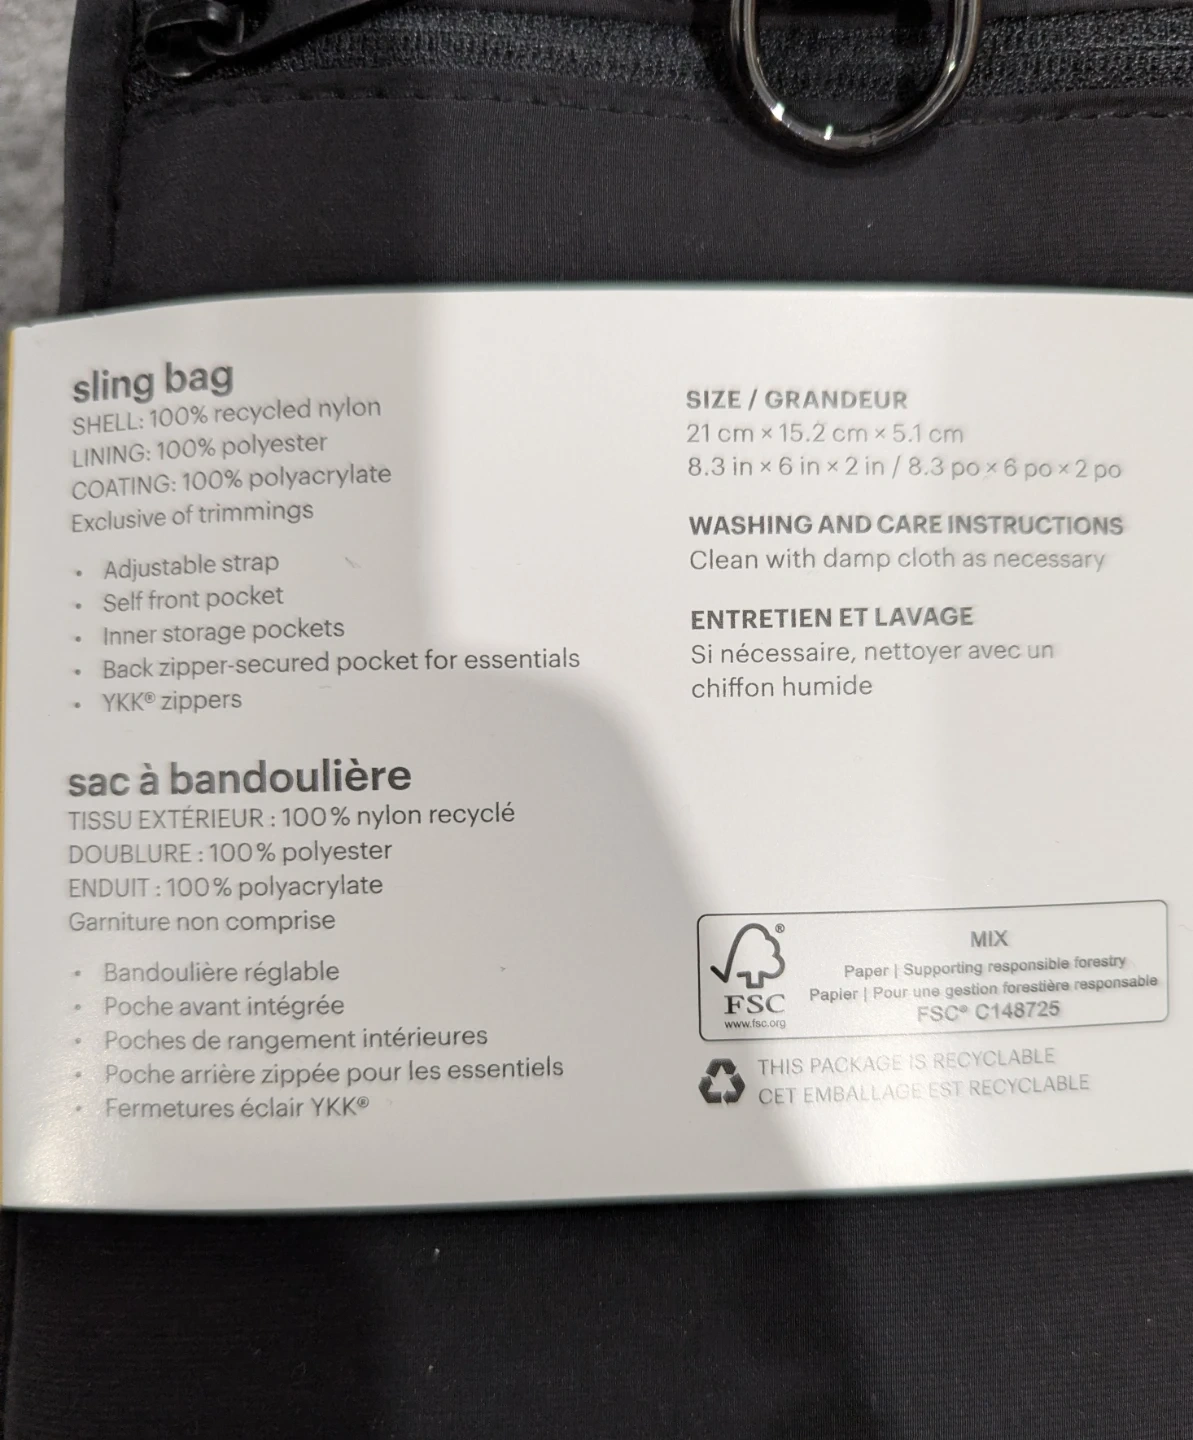 sling bag
SHELL: 100% recycled nylon
LINING: 100% polyester
COATING: 100% polyacrylate
Exclusive of trimmings
• Adjustable strap
• Self front pocket
• Inner storage pockets
• Back zipper-secured pocket for essentials
• YKK® zippers
sac à bandoulière
TISSU EXTÉRIEUR : 100 % nylon recyclé
DOUBLURE : 100 % polyester
ENDUIT : 100 % polyacrylate
Garniture non comprise
• Bandoulière réglable
• Poche avant intégrée
• Poches de rangement intérieures
• Poche arrière zippée pour les essentiels
• Fermetures éclair YKK®
SIZE / GRANDEUR
21 cm × 15.2 cm × 5.1 cm
8.3 in × 6 in × 2 in / 8.3 po × 6 po × 2 po
WASHING AND CARE INSTRUCTIONS
Clean with damp cloth as necessary
ENTRETIEN ET LAVAGE
Si nécessaire, nettoyer avec un
chiffon humide
®
FSC
www.fsc.org
MIX
Paper | Supporting responsible forestry
Papier | Pour une gestion forestière responsable
FSC® C148725
THIS PACKAGE IS RECYCLABLE
CET EMBALLAGE EST RECYCLABLE